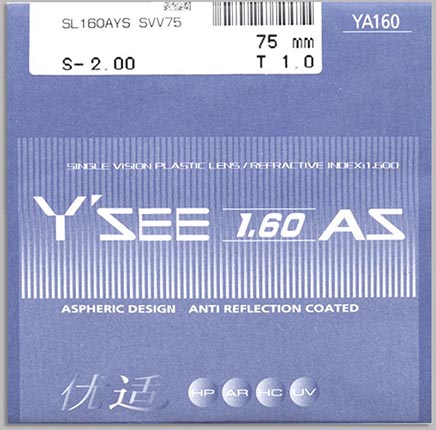 SL160AYS SVV75
YA160
75 mm
S- 2.00 T 1.0
SINGLE VISION PLASTIC LENS / REFRACTIVE INDEX:1.600
Y'SEE 1.60 AS
ASPHERIC DESIGN ANTI REFLECTION COATED
优适 HP AR HC UV